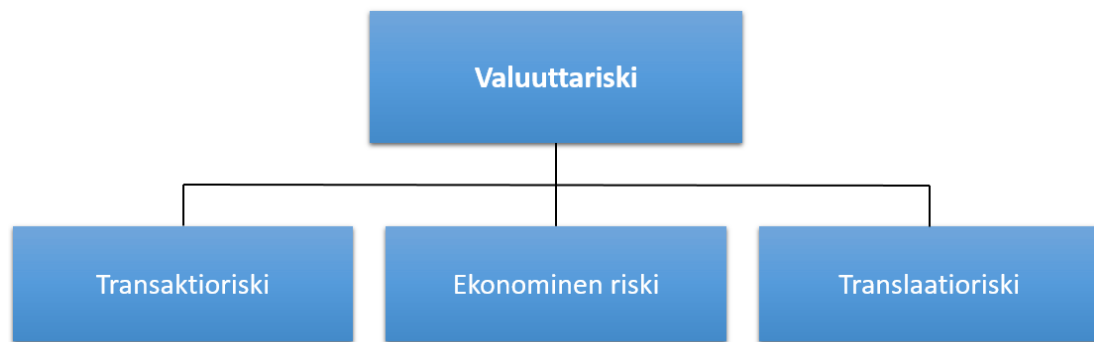 Valuuttariski
Transaktioriski
Ekonominen riski
Translaatioriski